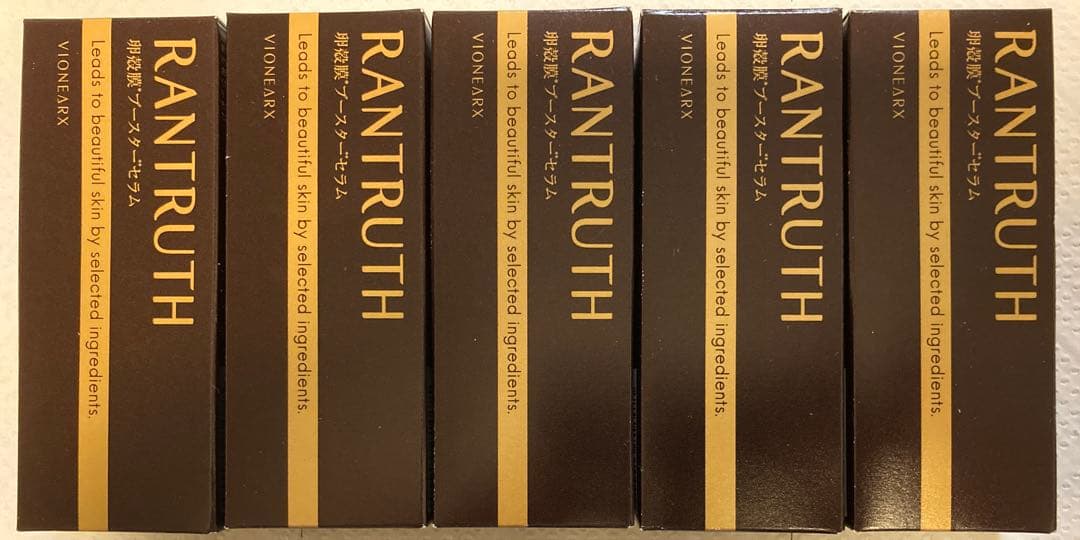 RANTRUTH
卵殻膜*ブースター*セラム
Leads to beautiful skin by selected ingredients.
VIONEARX
RANTRUTH
卵殻膜*ブースター*セラム
Leads to beautiful skin by selected ingredients.
VIONEARX
RANTRUTH
卵殻膜*ブースター*セラム
Leads to beautiful skin by selected ingredients.
VIONEARX
RANTRUTH
卵殻膜*ブースター*セラム
Leads to beautiful skin by selected ingredients.
VIONEARX
RANTRUTH
卵殻膜*ブースター*セラム
Leads to beautiful skin by selected ingredients.
VIONEARX